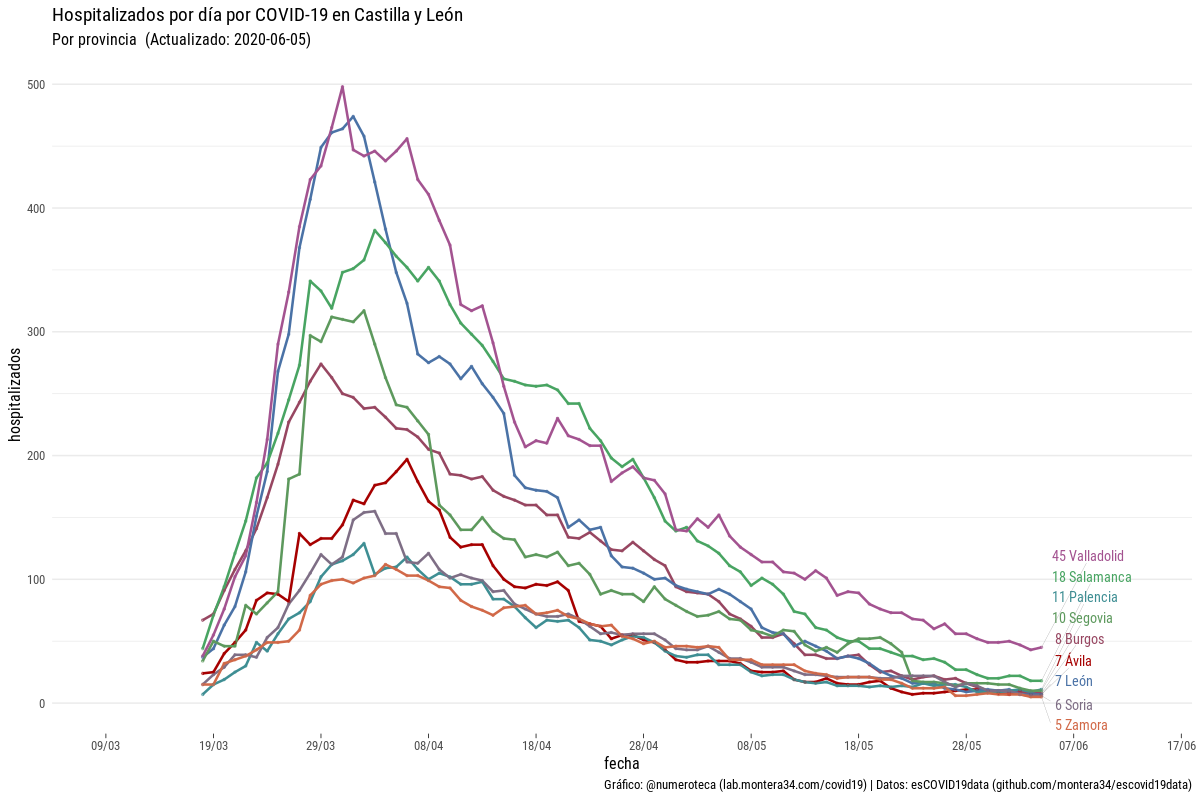 Hospitalizados por día por COVID-19 en Castilla y León
Por provincia (Actualizado: 2020-06-05)
hospitalizados
500
400
300
200
100
0
45 Valladolid
18 Salamanca
11 Palencia
10 Segovia
8 Burgos
7 Ávila
7 León
6 Soria
5 Zamora
09/03 19/03 29/03 08/04 18/04 28/04 08/05 18/05 28/05 07/06 17/06
fecha
Gráfico: @numeroteca (lab.montera34.com/covid19) | Datos: esCOVID19data (github.com/montera34/escovid19data)